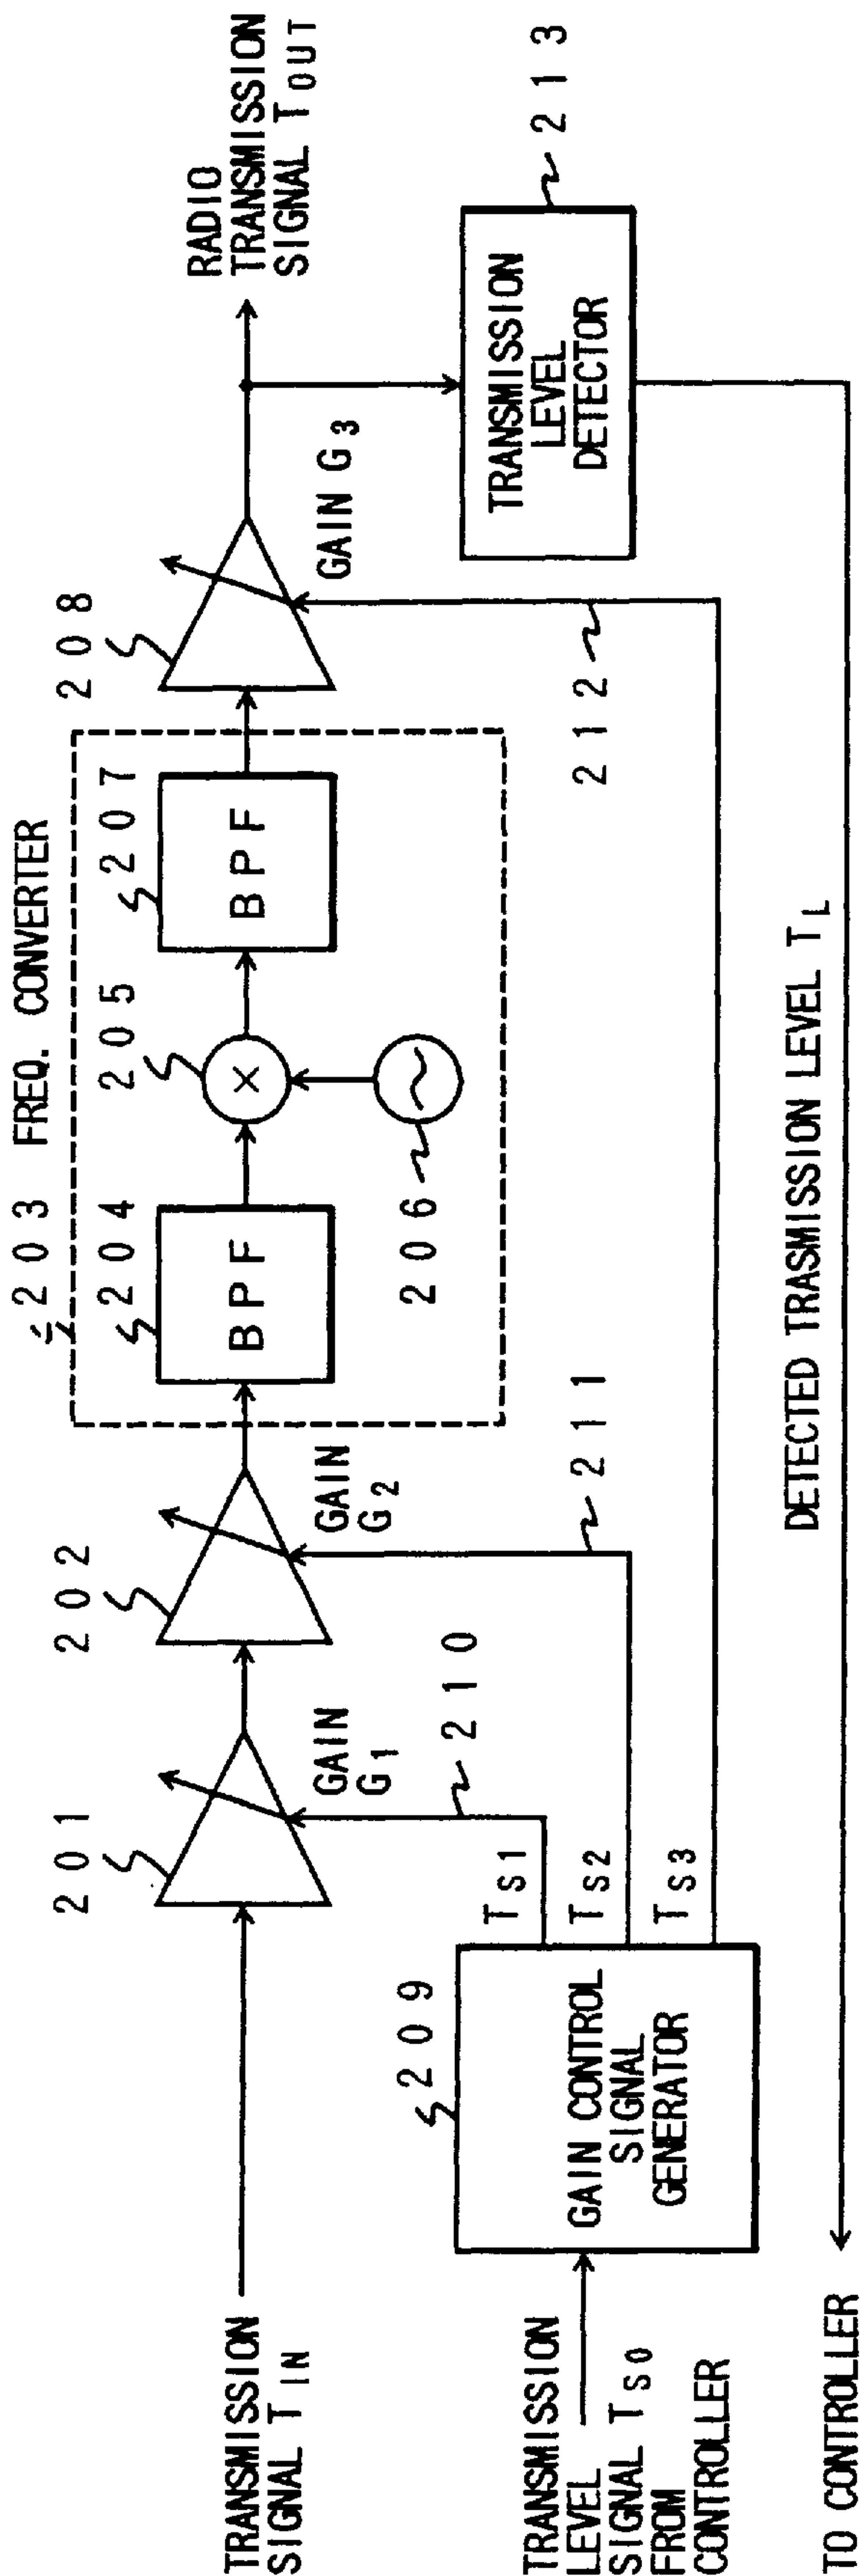 TRANSMISSION
SIGNAL T IN
201
GAIN
G1
202
GAIN
G2
203 FREQ. CONVERTER
204
BPF
205
×
206
207
BPF
208
GAIN G3
RADIO
TRANSMISSION
SIGNAL TOUT
TRANSMISSION
LEVEL
SIGNAL TS0
FROM
CONTROLLER
209
GAIN CONTROL
SIGNAL
GENERATOR
TS1
TS2
TS3
210
211
212
TRANSMISSION
LEVEL
DETECTOR
213
DETECTED TRASMISSION LEVEL TL
TO CONTROLLER